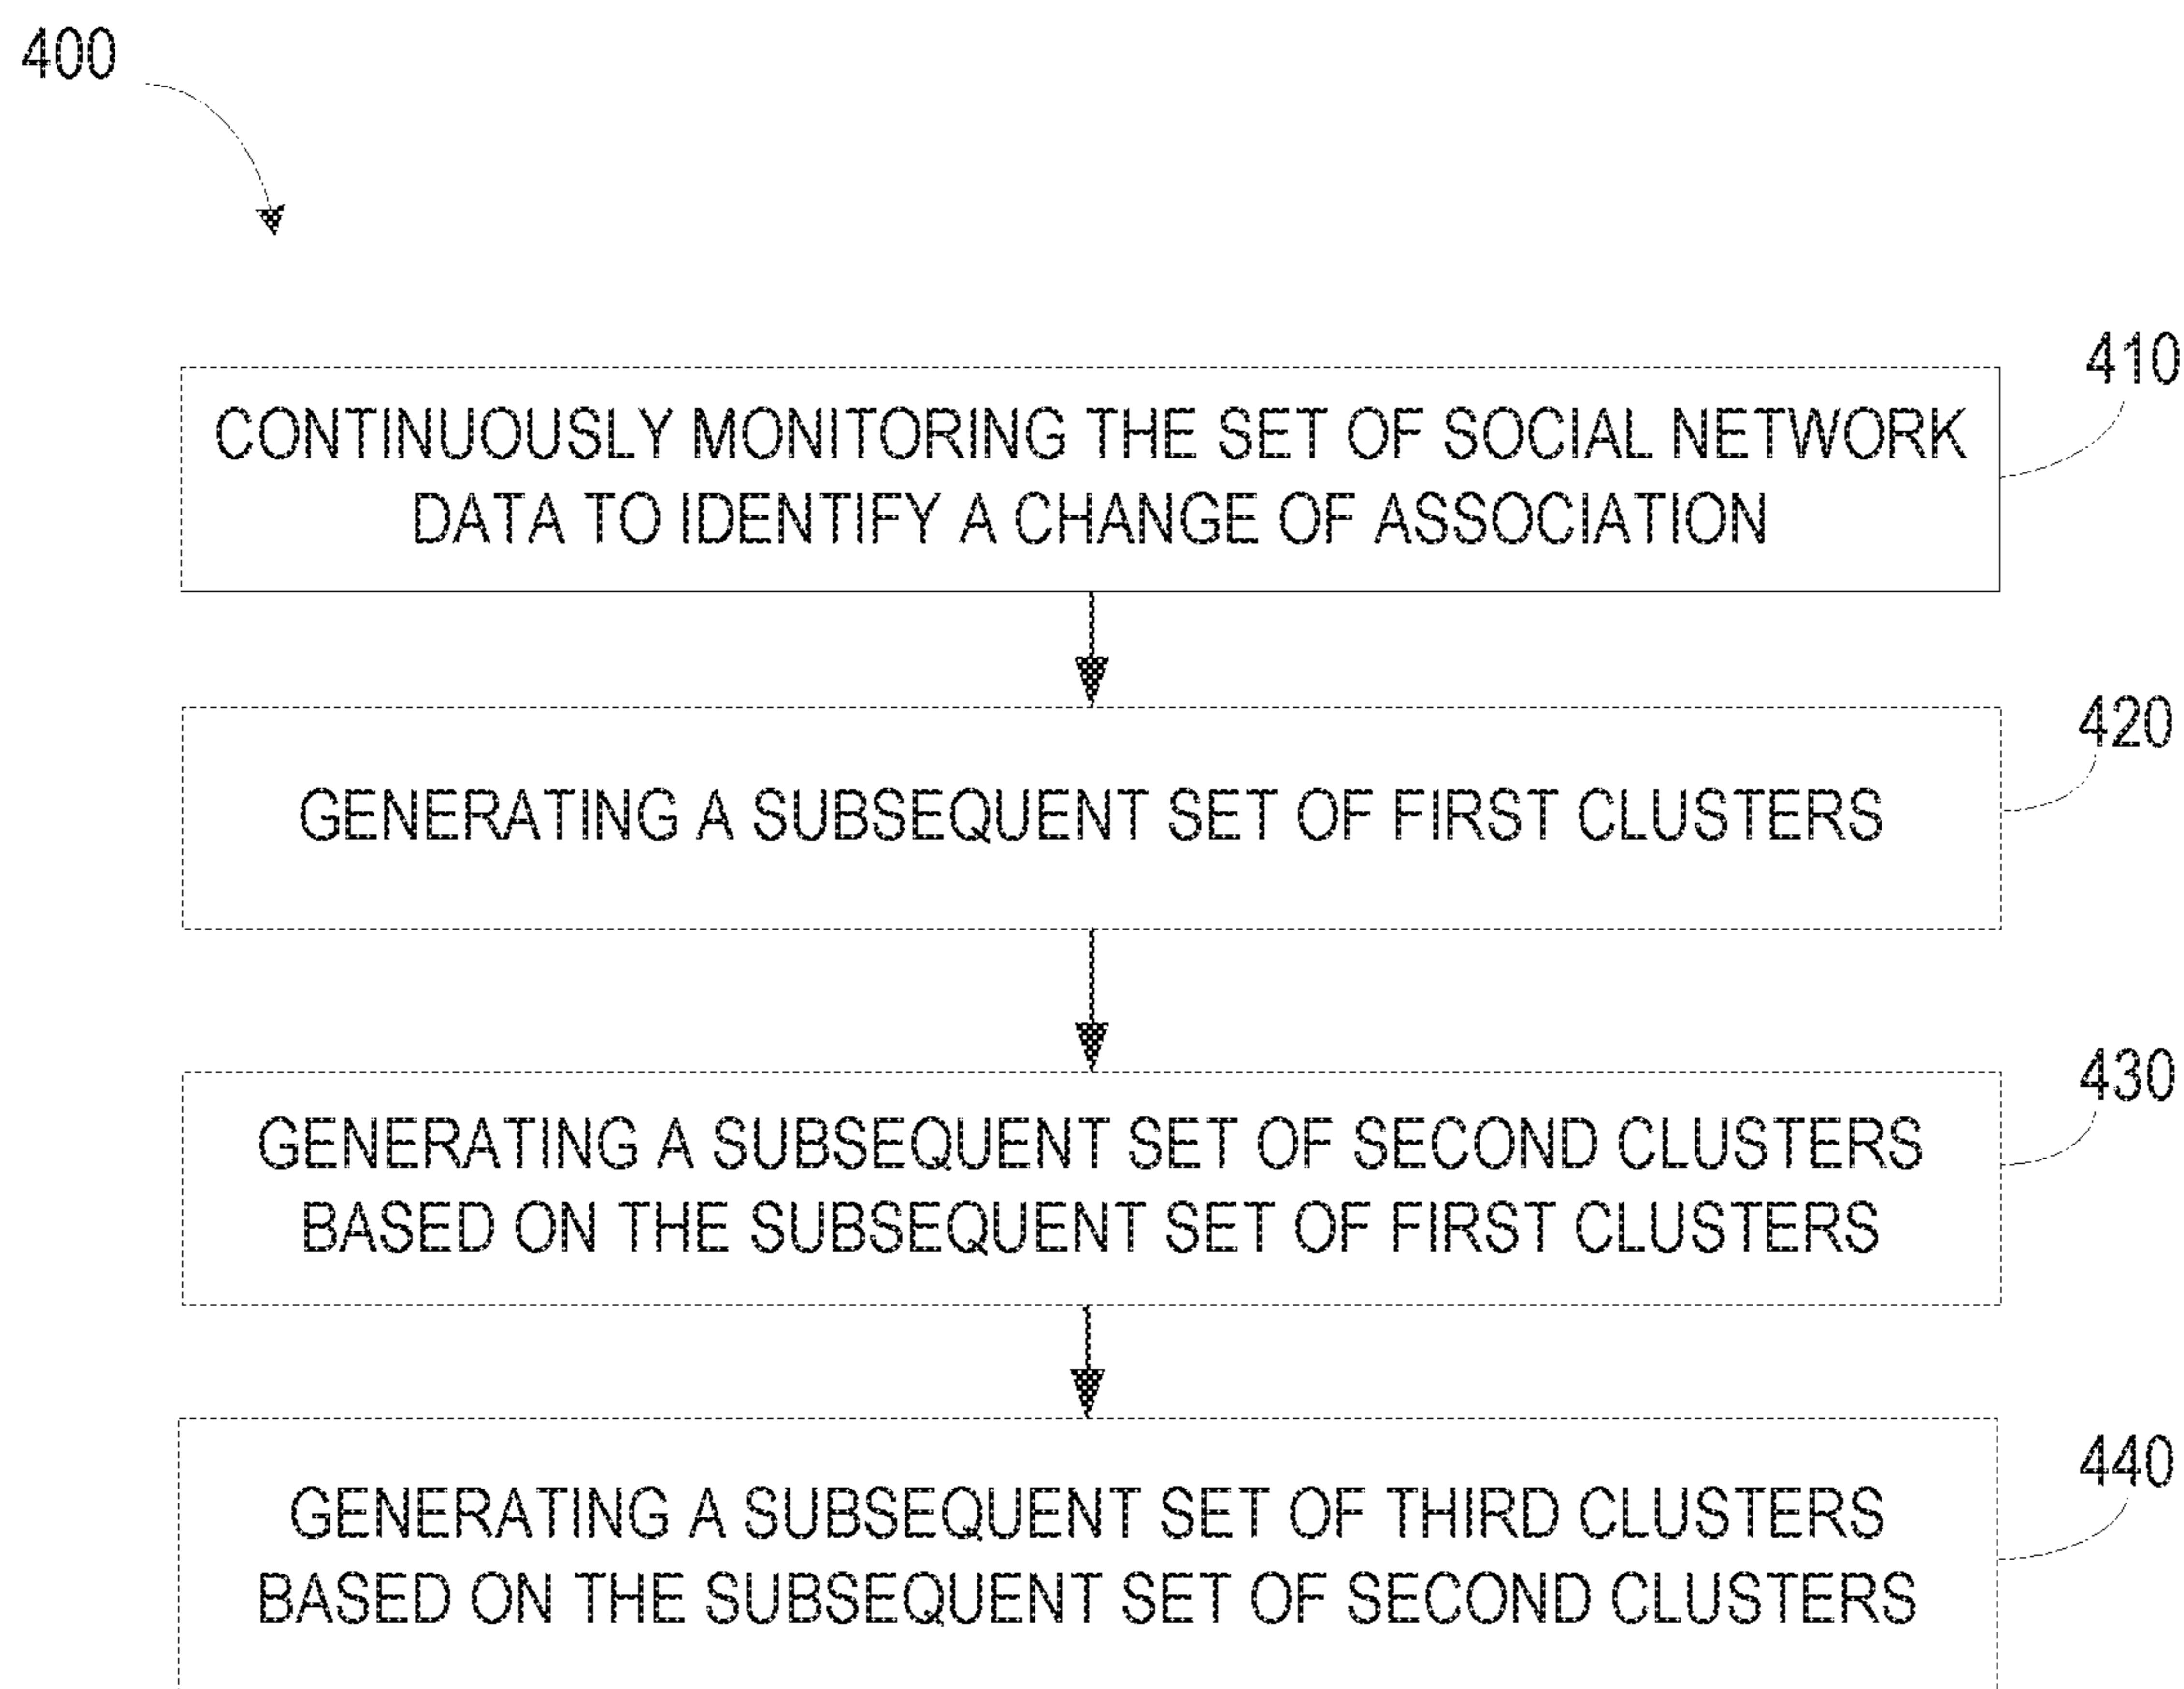 400
410
CONTINUOUSLY MONITORING THE SET OF SOCIAL NETWORK
DATA TO IDENTIFY A CHANGE OF ASSOCIATION
420
GENERATING A SUBSEQUENT SET OF FIRST CLUSTERS
430
GENERATING A SUBSEQUENT SET OF SECOND CLUSTERS
BASED ON THE SUBSEQUENT SET OF FIRST CLUSTERS
440
GENERATING A SUBSEQUENT SET OF THIRD CLUSTERS
BASED ON THE SUBSEQUENT SET OF SECOND CLUSTERS